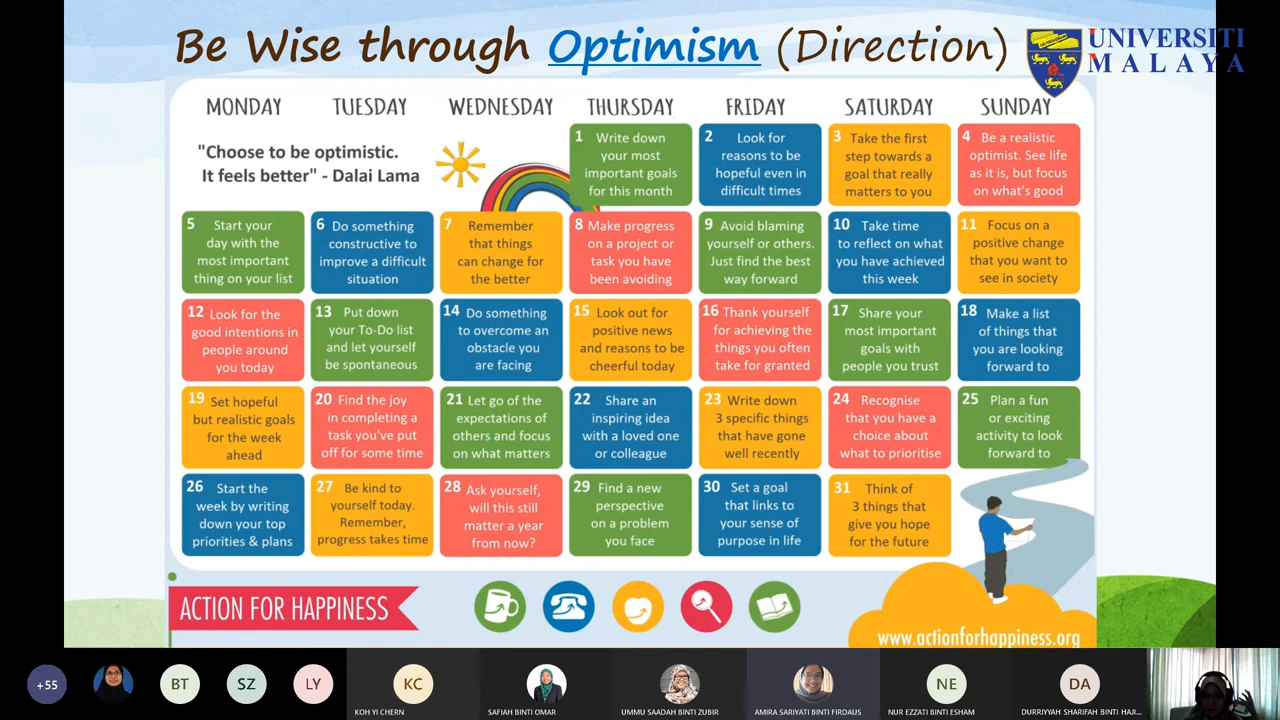 Be Wise through Optimism (Direction)
UNIVERSITI
MALAYA
MONDAY TUESDAY WEDNESDAY THURSDAY FRIDAY SATURDAY SUNDAY
"Choose to be optimistic.
It feels better" - Dalai Lama
1 Write down
your most
important goals
for this month
2 Look for
reasons to be
hopeful even in
difficult times
3 Take the first
step towards a
goal that really
matters to you
4 Be a realistic
optimist. See life
as it is, but focus
on what's good
5 Start your
day with the
most important
thing on your list
6 Do something
constructive to
improve a difficult
situation
7 Remember
that things
can change for
the better
8 Make progress
on a project or
task you have
been avoiding
9 Avoid blaming
yourself or others.
Just find the best
way forward
10 Take time
to reflect on what
you have achieved
this week
11 Focus on a
positive change
that you want to
see in society
12 Look for the
good intentions in
people around
you today
13 Put down
your To-Do list
and let yourself
be spontaneous
14 Do something
to overcome an
obstacle you
are facing
15 Look out for
positive news
and reasons to be
cheerful today
16 Thank yourself
for achieving the
things you often
take for granted
17 Share your
most important
goals with
people you trust
18 Make a list
of things that
you are looking
forward to
19 Set hopeful
but realistic goals
for the week
ahead
20 Find the joy
in completing a
task you've put
off for some time
21 Let go of the
expectations of
others and focus
on what matters
22 Share an
inspiring idea
with a loved one
or colleague
23 Write down
3 specific things
that have gone
well recently
24 Recognise
that you have a
choice about
what to prioritise
25 Plan a fun
or exciting
activity to look
forward to
26 Start the
week by writing
down your top
priorities & plans
27 Be kind to
yourself today.
Remember,
progress takes time
28 Ask yourself,
will this still
matter a year
from now?
29 Find a new
perspective
on a problem
you face
30 Set a goal
that links to
your sense of
purpose in life
31 Think of
3 things that
give you hope
for the future
ACTION FOR HAPPINESS
www.actionforhappiness.org
+55 BT SZ LY KC NE DA
KOH YI CHERN SAFIAH BINTI OMAR UMMU SAADAH BINTI ZUBIR AMIRA SARIYATI BINTI FIRDAUS NUR EZZATI BINTI ESHAM DURRIYYAH SHARIFAH BINTI HAJI...